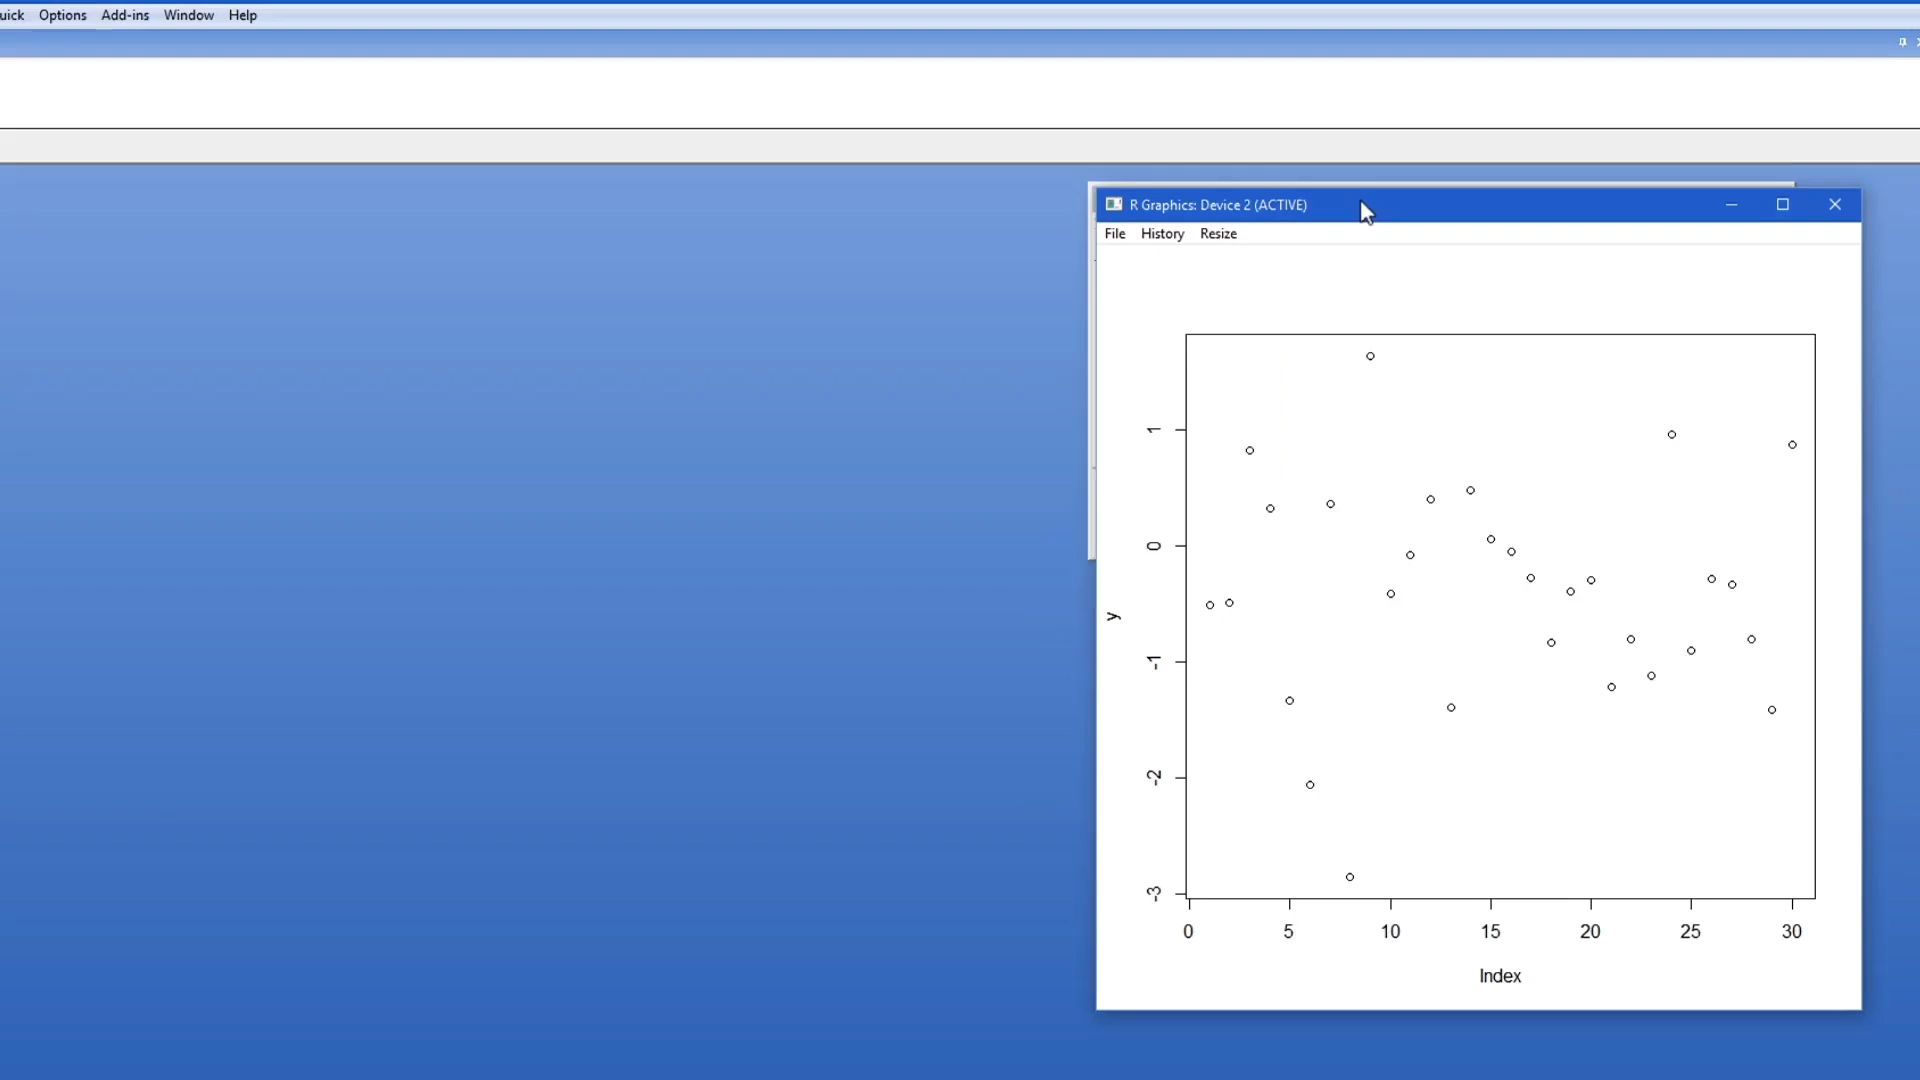 uick Options Add-ins Window Help
R Graphics: Device 2 (ACTIVE)
File History Resize
1
0
-1
-2
-3
y
0 5 10 15 20 25 30
Index